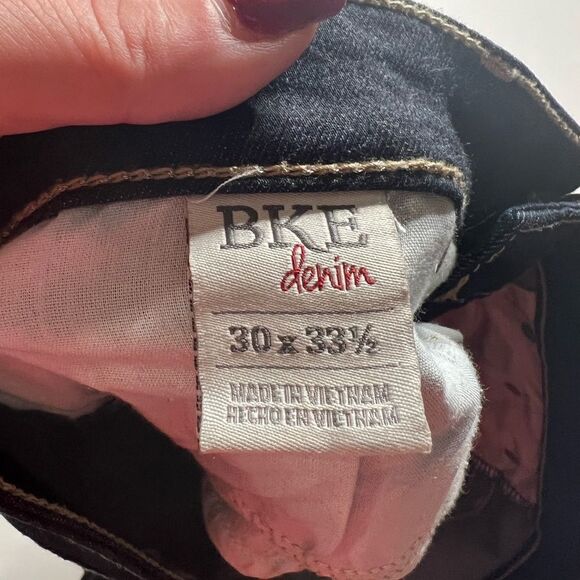 BKE
denim
30 x 33½
MADE IN VIETNAM
HECHO EN VIETNAM